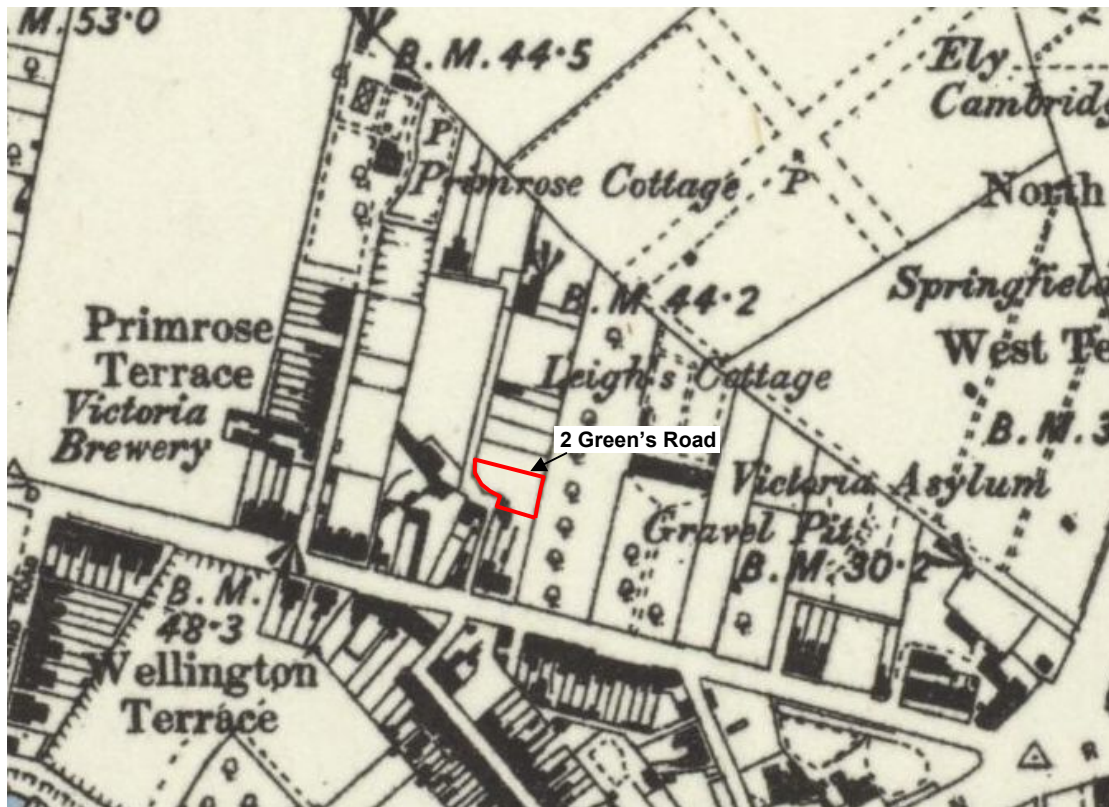 . M. 53·0
B. M. 44·5
Ely
Cambridg
P
Primrose Cottage
P
North
Springfield
B. M. 44·2
West Te
Primrose
Terrace
Leigh's Cottage
Victoria
Brewery
B. M. 3
2 Green's Road
Victoria Asylum
Gravel Pit
B. M. 30·2
B. M.
48·3
Wellington
Terrace